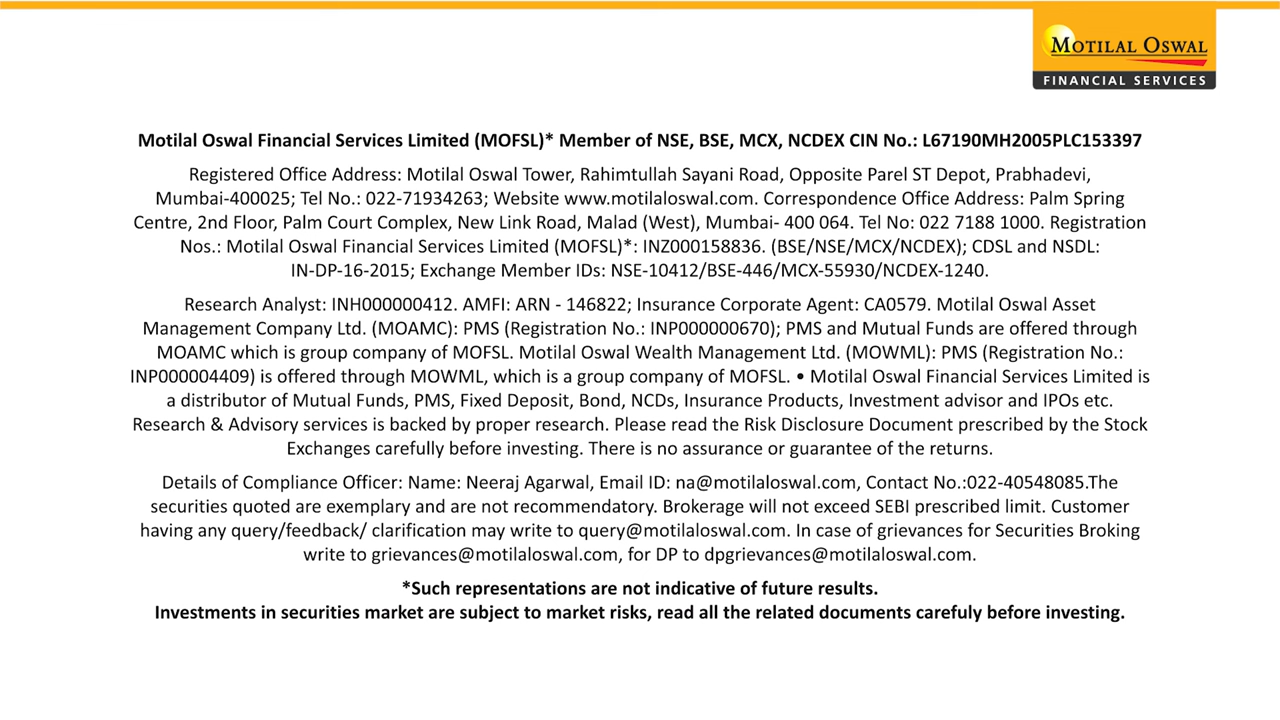 MOTILAL OSWAL
FINANCIAL SERVICES
Motilal Oswal Financial Services Limited (MOFSL)* Member of NSE, BSE, MCX, NCDEX CIN No.: L67190MH2005PLC153397
Registered Office Address: Motilal Oswal Tower, Rahimtullah Sayani Road, Opposite Parel ST Depot, Prabhadevi,
Mumbai-400025; Tel No.: 022-71934263; Website www.motilaloswal.com. Correspondence Office Address: Palm Spring
Centre, 2nd Floor, Palm Court Complex, New Link Road, Malad (West), Mumbai- 400 064. Tel No: 022 7188 1000. Registration
Nos.: Motilal Oswal Financial Services Limited (MOFSL)*: INZ000158836. (BSE/NSE/MCX/NCDEX); CDSL and NSDL:
IN-DP-16-2015; Exchange Member IDs: NSE-10412/BSE-446/MCX-55930/NCDEX-1240.
Research Analyst: INH000000412. AMFI: ARN - 146822; Insurance Corporate Agent: CA0579. Motilal Oswal Asset
Management Company Ltd. (MOAMC): PMS (Registration No.: INP000000670); PMS and Mutual Funds are offered through
MOAMC which is group company of MOFSL. Motilal Oswal Wealth Management Ltd. (MOWML): PMS (Registration No.:
INP000004409) is offered through MOWML, which is a group company of MOFSL. • Motilal Oswal Financial Services Limited is
a distributor of Mutual Funds, PMS, Fixed Deposit, Bond, NCDs, Insurance Products, Investment advisor and IPOs etc.
Research & Advisory services is backed by proper research. Please read the Risk Disclosure Document prescribed by the Stock
Exchanges carefully before investing. There is no assurance or guarantee of the returns.
Details of Compliance Officer: Name: Neeraj Agarwal, Email ID: na@motilaloswal.com, Contact No.:022-40548085.The
securities quoted are exemplary and are not recommendatory. Brokerage will not exceed SEBI prescribed limit. Customer
having any query/feedback/ clarification may write to query@motilaloswal.com. In case of grievances for Securities Broking
write to grievances@motilaloswal.com, for DP to dpgrievances@motilaloswal.com.
*Such representations are not indicative of future results.
Investments in securities market are subject to market risks, read all the related documents carefuly before investing.